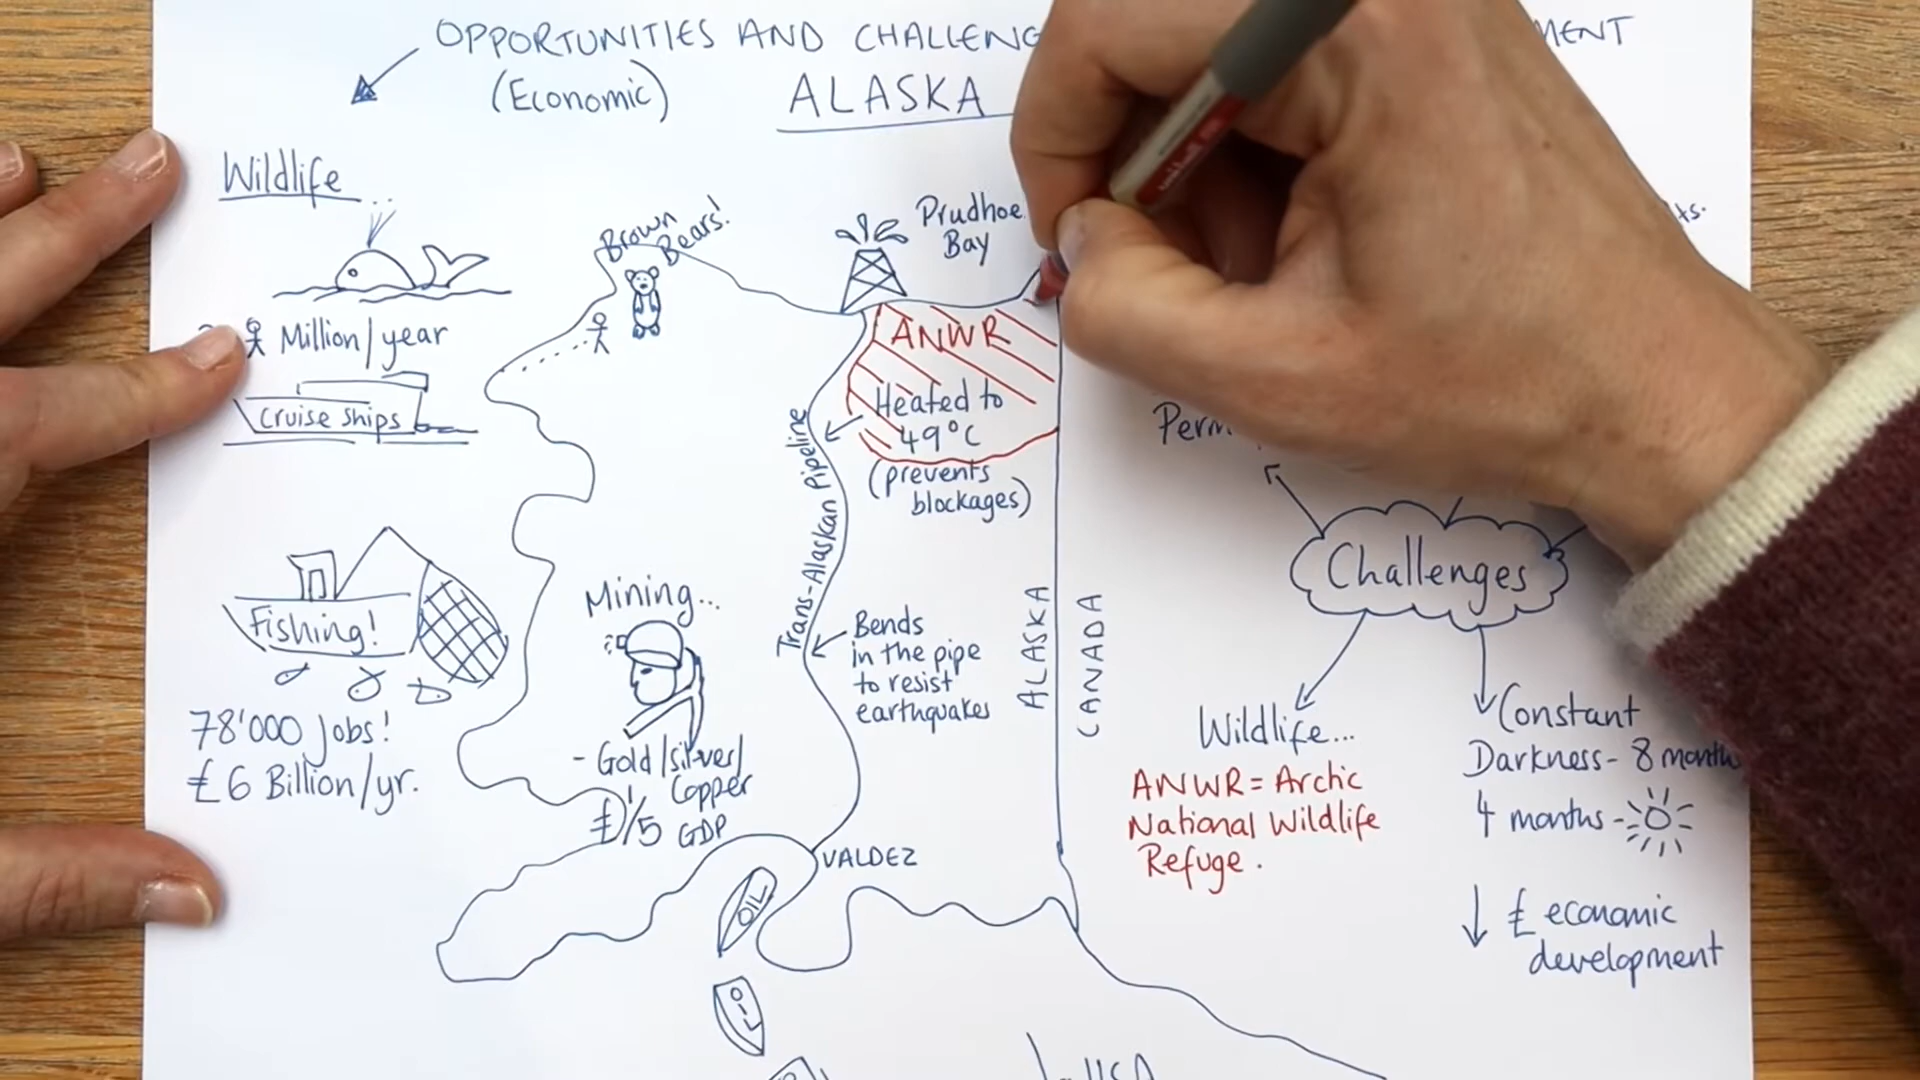 OPPORTUNITIES AND
(Economic)
ALASKA
Wildlife...
Million/year
Cruise ships
Fishing!
78'000 Jobs!
£6 Billion/yr.
Brown
Bears!
Mining...
- Gold/silver/
Copper
£ 1/5 GDP
Prudhoe
Bay
ANWR
Heated to
49°C
(prevents
blockages)
Trans-Alaskan Pipeline
Bends
in the pipe
to resist
earthquakes
ALASKA
CANADA
VALDEZ
OIL
OIL
Challenges
Wildlife...
ANWR = Arctic
National Wildlife
Refuge.
Constant
Darkness- 8 months
4 months -
£ economic
development